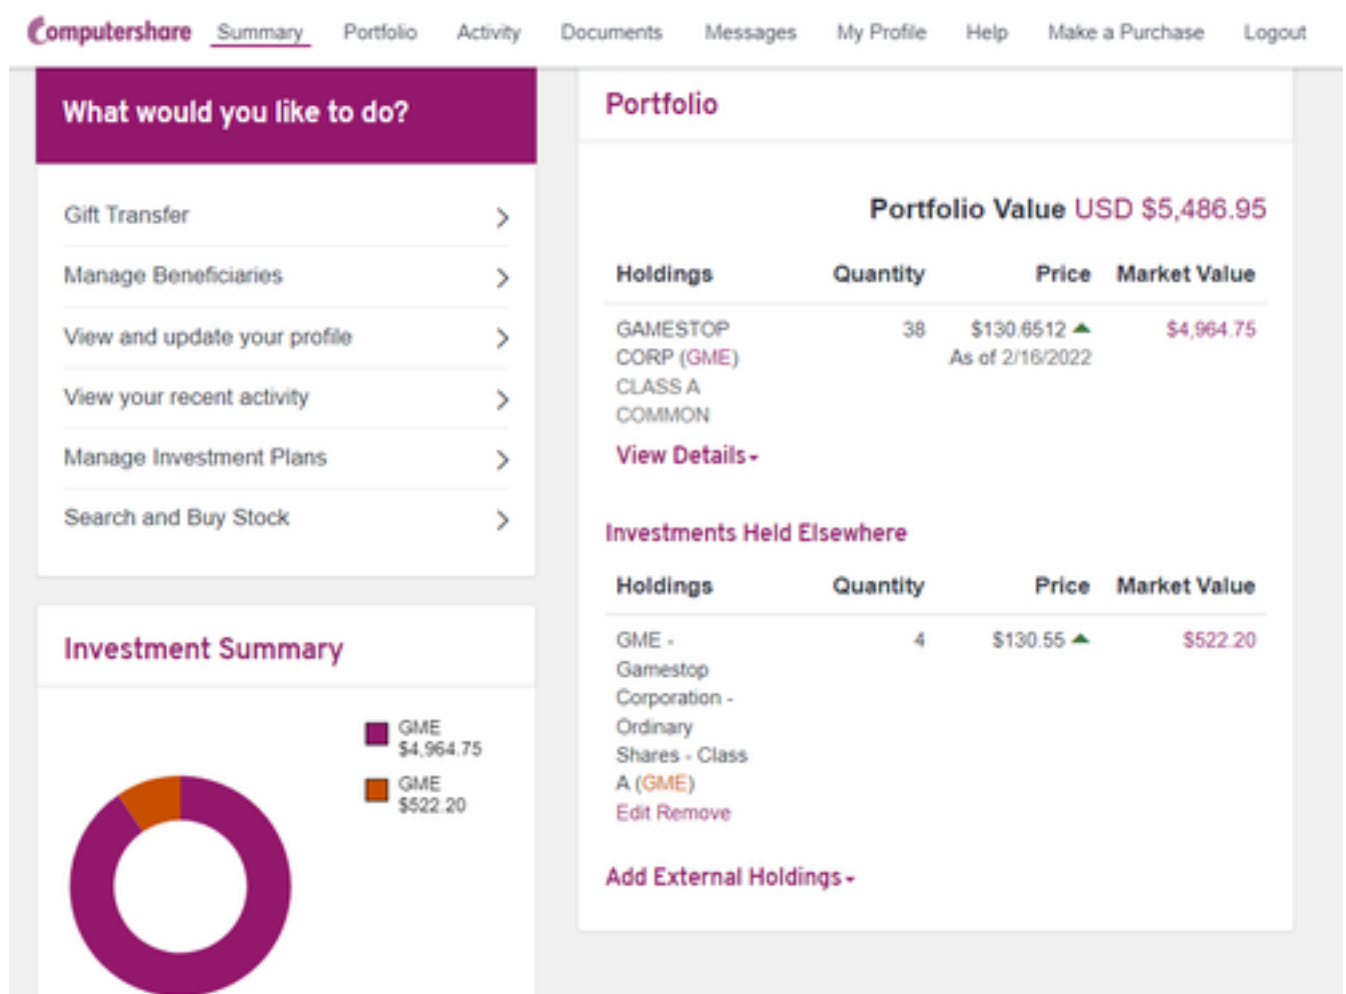 Computershare Summary Portfolio Activity Documents Messages My Profile Help Make a Purchase Logout
What would you like to do?
Gift Transfer
Manage Beneficiaries
View and update your profile
View your recent activity
Manage Investment Plans
Search and Buy Stock
Investment Summary
GME
$4,964.75
GME
$522.20
Portfolio
Portfolio Value USD $5,486.95
Holdings Quantity Price Market Value
GAMESTOP 38 $130.6512 $4,964.75
CORP (GME) As of 2/16/2022
CLASS A
COMMON
View Details
Investments Held Elsewhere
Holdings Quantity Price Market Value
GME - 4 $130.55 $522.20
Gamestop
Corporation -
Ordinary
Shares - Class
A (GME)
Edit Remove
Add External Holdings